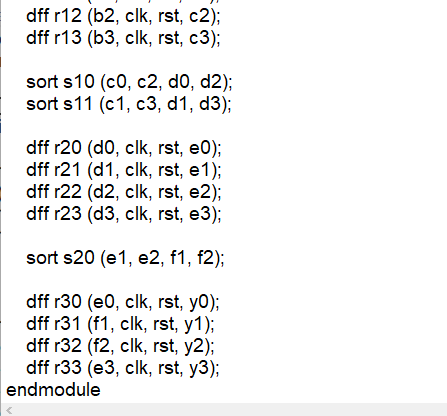 dff r12 (b2, clk, rst, c2);
dff r13 (b3, clk, rst, c3);
sort s10 (c0, c2, d0, d2);
sort s11 (c1, c3, d1, d3);
dff r20 (d0, clk, rst, e0);
dff r21 (d1, clk, rst, e1);
dff r22 (d2, clk, rst, e2);
dff r23 (d3, clk, rst, e3);
sort s20 (e1, e2, f1, f2);
dff r30 (e0, clk, rst, y0);
dff r31 (f1, clk, rst, y1);
dff r32 (f2, clk, rst, y2);
dff r33 (e3, clk, rst, y3);
endmodule